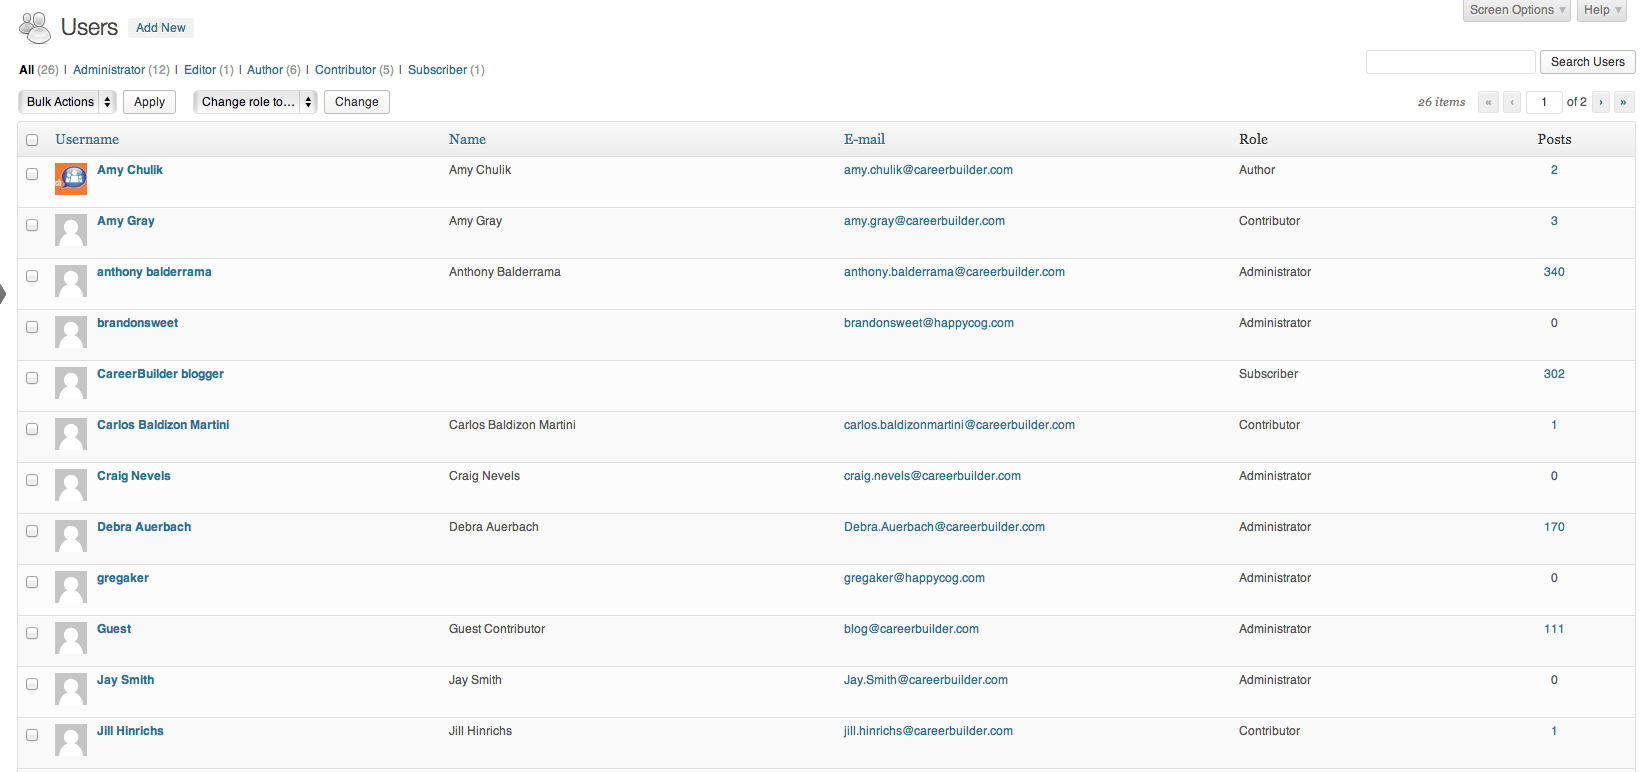 Screen Options Help
Users Add New
All (26) | Administrator (12) | Editor (1) | Author (6) | Contributor (5) | Subscriber (1)
Search Users
Bulk Actions Apply Change role to... Change 26 items « ‹ 1 of 2 › »
Username Name E-mail Role Posts
Amy Chulik Amy Chulik amy.chulik@careerbuilder.com Author 2
Amy Gray Amy Gray amy.gray@careerbuilder.com Contributor 3
anthony balderrama Anthony Balderrama anthony.balderrama@careerbuilder.com Administrator 340
brandonsweet brandonsweet@happycog.com Administrator 0
CareerBuilder blogger Subscriber 302
Carlos Baldizon Martini Carlos Baldizon Martini carlos.baldizonmartini@careerbuilder.com Contributor 1
Craig Nevels Craig Nevels craig.nevels@careerbuilder.com Administrator 0
Debra Auerbach Debra Auerbach Debra.Auerbach@careerbuilder.com Administrator 170
gregaker gregaker@happycog.com Administrator 0
Guest Guest Contributor blog@careerbuilder.com Administrator 111
Jay Smith Jay Smith Jay.Smith@careerbuilder.com Administrator 0
Jill Hinrichs Jill Hinrichs jill.hinrichs@careerbuilder.com Contributor 1